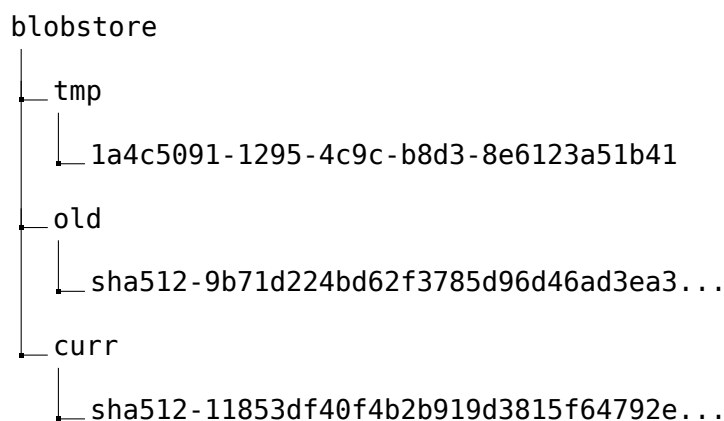 blobstore
tmp
1a4c5091-1295-4c9c-b8d3-8e6123a51b41
old
sha512-9b71d224bd62f3785d96d46ad3ea3...
curr
sha512-11853df40f4b2b919d3815f64792e...